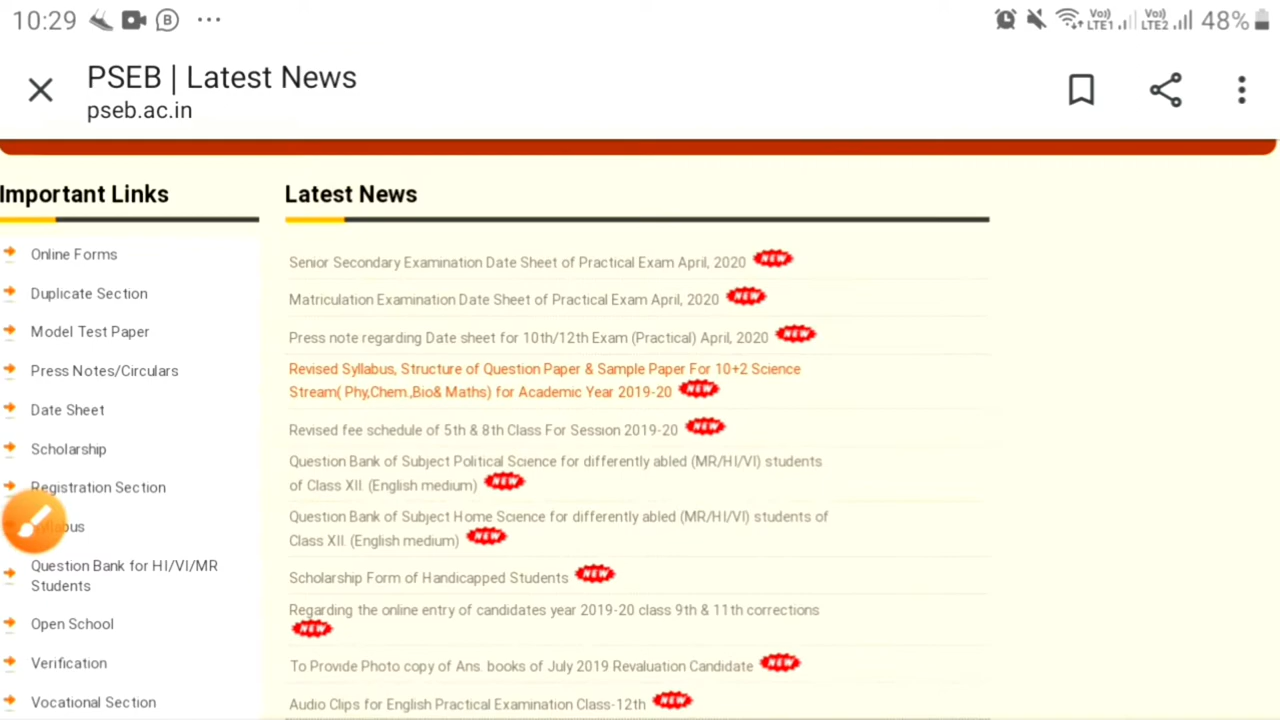 10:29
B
•••
Vo)) LTE1
Vo)) LTE2
48%
PSEB | Latest News
pseb.ac.in
Important Links
Online Forms
Duplicate Section
Model Test Paper
Press Notes/Circulars
Date Sheet
Scholarship
Registration Section
Question Bank for HI/VI/MR
Students
Open School
Verification
Vocational Section
Latest News
Senior Secondary Examination Date Sheet of Practical Exam April, 2020 NEW
Matriculation Examination Date Sheet of Practical Exam April, 2020 NEW
Press note regarding Date sheet for 10th/12th Exam (Practical) April, 2020 NEW
Revised Syllabus, Structure of Question Paper & Sample Paper For 10+2 Science
Stream( Phy,Chem ,Bio& Maths) for Academic Year 2019-20 NEW
Revised fee schedule of 5th & 8th Class For Session 2019-20 NEW
Question Bank of Subject Political Science for differently abled (MR/HI/VI) students
of Class XII. (English medium) NEW
Question Bank of Subject Home Science for differently abled (MR/HI/VI) students of
Class XII. (English medium) NEW
Scholarship Form of Handicapped Students NEW
Regarding the online entry of candidates year 2019-20 class 9th & 11th corrections
NEW
To Provide Photo copy of Ans. books of July 2019 Revaluation Candidate NEW
Audio Clips for English Practical Examination Class-12th NEW